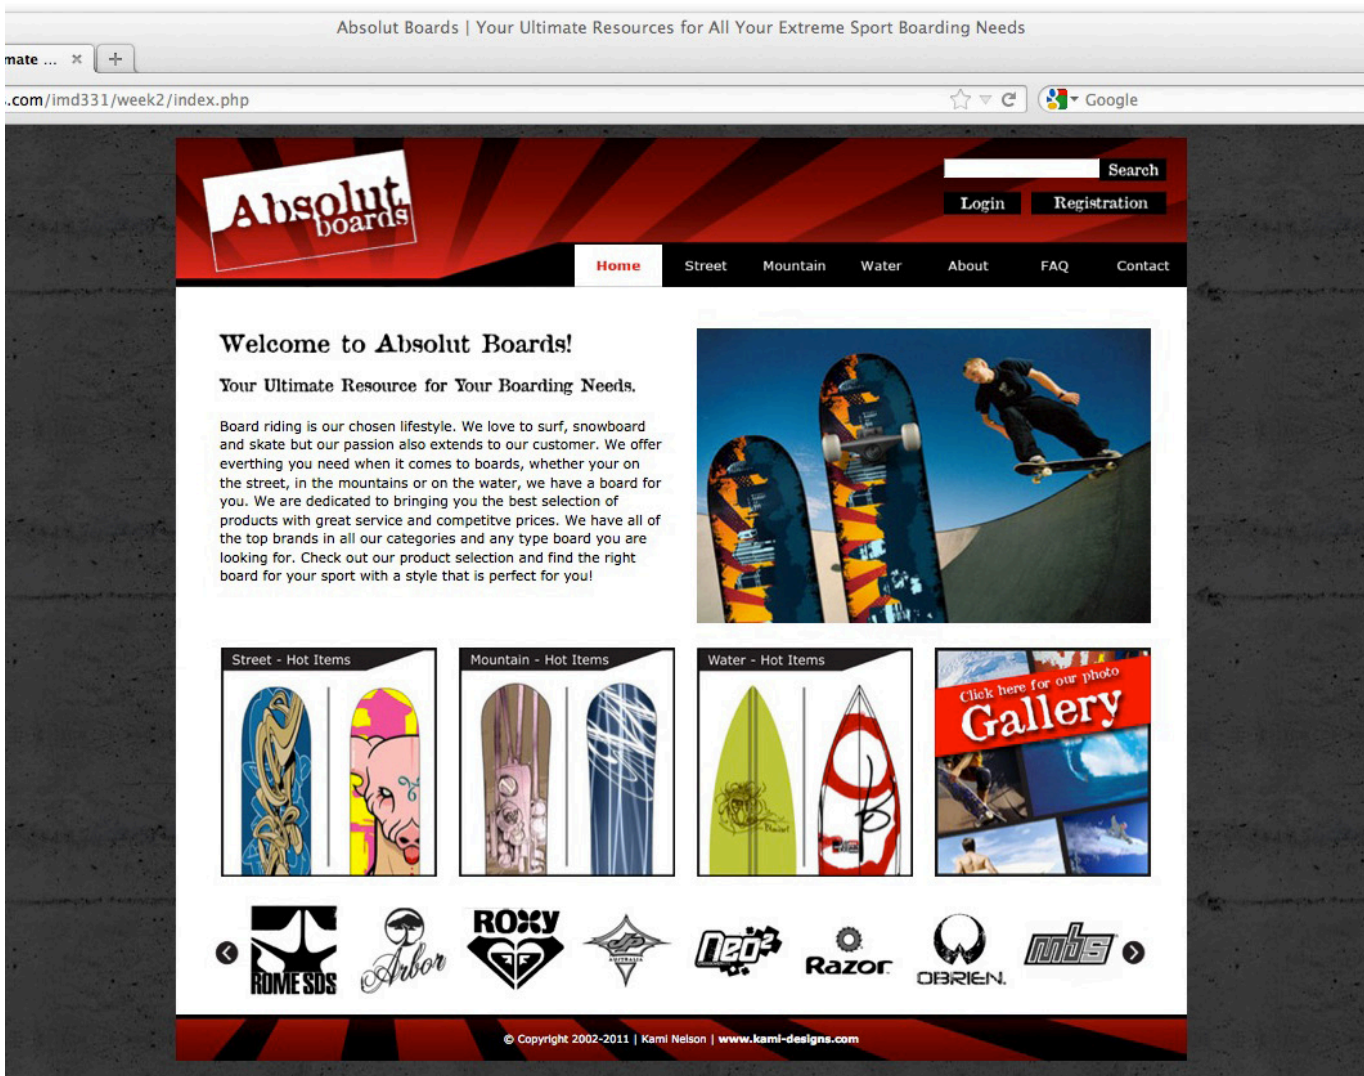 Absolut Boards | Your Ultimate Resources for All Your Extreme Sport Boarding Needs
mate ...
.com/imd331/week2/index.php
Google
Absolut
boards
Search
Login Registration
Home Street Mountain Water About FAQ Contact
Welcome to Absolut Boards!
Your Ultimate Resource for Your Boarding Needs.
Board riding is our chosen lifestyle. We love to surf, snowboard
and skate but our passion also extends to our customer. We offer
everthing you need when it comes to boards, whether your on
the street, in the mountains or on the water, we have a board for
you. We are dedicated to bringing you the best selection of
products with great service and competitve prices. We have all of
the top brands in all our categories and any type board you are
looking for. Check out our product selection and find the right
board for your sport with a style that is perfect for you!
Street - Hot Items
Mountain - Hot Items
Water - Hot Items
Click here for our photo
Gallery
ROME SDS
Arbor
ROXY
JP
AUSTRALIA
Neo2
Razor
OBRIEN.
mbs
© Copyright 2002-2011 | Kami Nelson | www.kami-designs.com